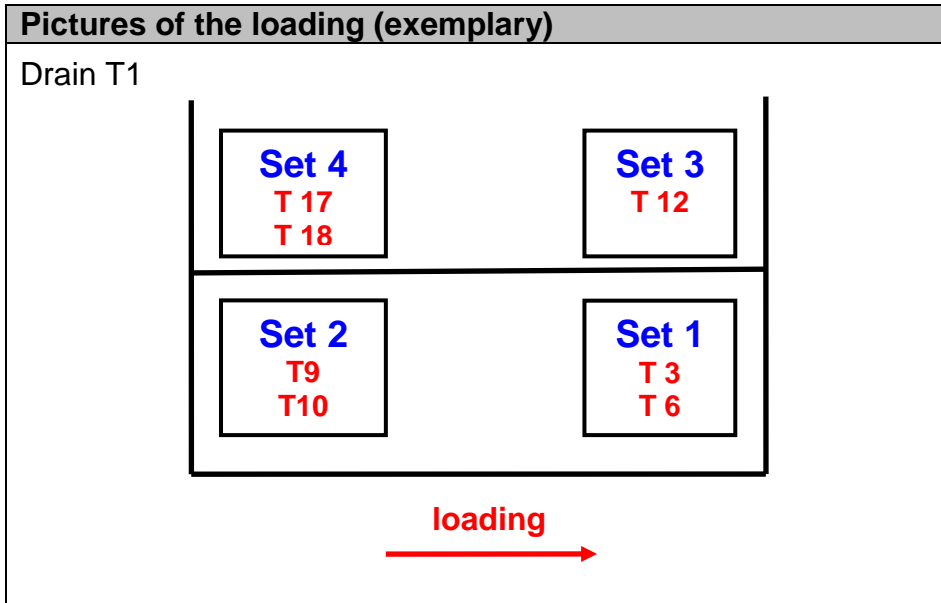 Pictures of the loading (exemplary)
Drain T1
Set 4
T 17
T 18
Set 3
T 12
Set 2
T9
T10
Set 1
T 3
T 6
loading